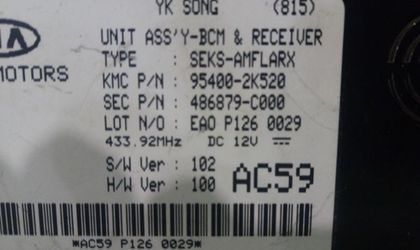 YK SONG (815)
UNIT ASS'Y-BCM & RECEIVER
MOTORS
TYPE : SEKS-AMFLARX
KMC P/N : 95400-2K520
SEC P/N : 486879-C000
LOT N/O : EAO P126 0029
433.92MHz DC 12V
S/W Ver : 102
H/W Ver : 100
AC59
*AC59 P126 0029*